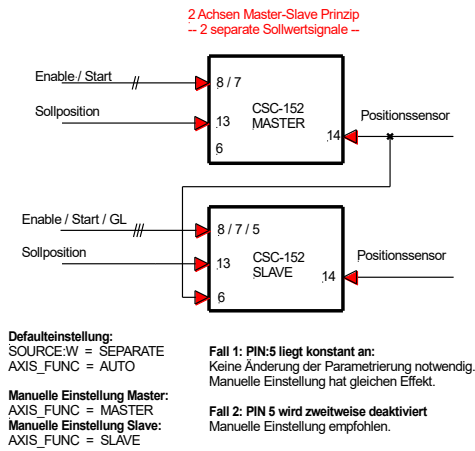 2 Achsen Master-Slave Prinzip
-- 2 separate Sollwertsignale --
Enable / Start
8 / 7
Sollposition
13
CSC-152
MASTER
6
14
Positionssensor
Enable / Start / GL
8 / 7 / 5
Sollposition
13
CSC-152
SLAVE
6
14
Positionssensor
Defaulteinstellung:
SOURCE:W = SEPARATE
AXIS_FUNC = AUTO
Manuelle Einstellung Master:
AXIS_FUNC = MASTER
Manuelle Einstellung Slave:
AXIS_FUNC = SLAVE
Fall 1: PIN:5 liegt konstant an:
Keine Änderung der Parametrierung notwendig.
Manuelle Einstellung hat gleichen Effekt.
Fall 2: PIN 5 wird zweitweise deaktiviert
Manuelle Einstellung empfohlen.